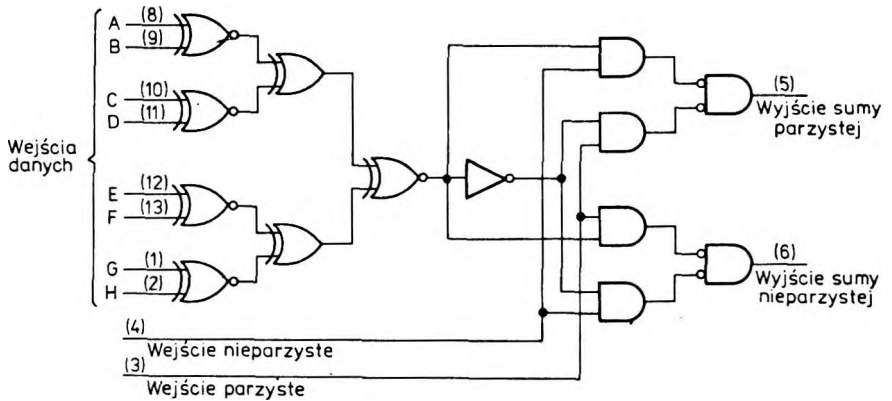 A (8)
B (9)
C (10)
D (11)
Wejścia
danych
E (12)
F (13)
G (1)
H (2)
(4)
Wejście nieparzyste
(3)
Wejście parzyste
(5)
Wyjście sumy
parzystej
(6)
Wyjście sumy
nieparzystej